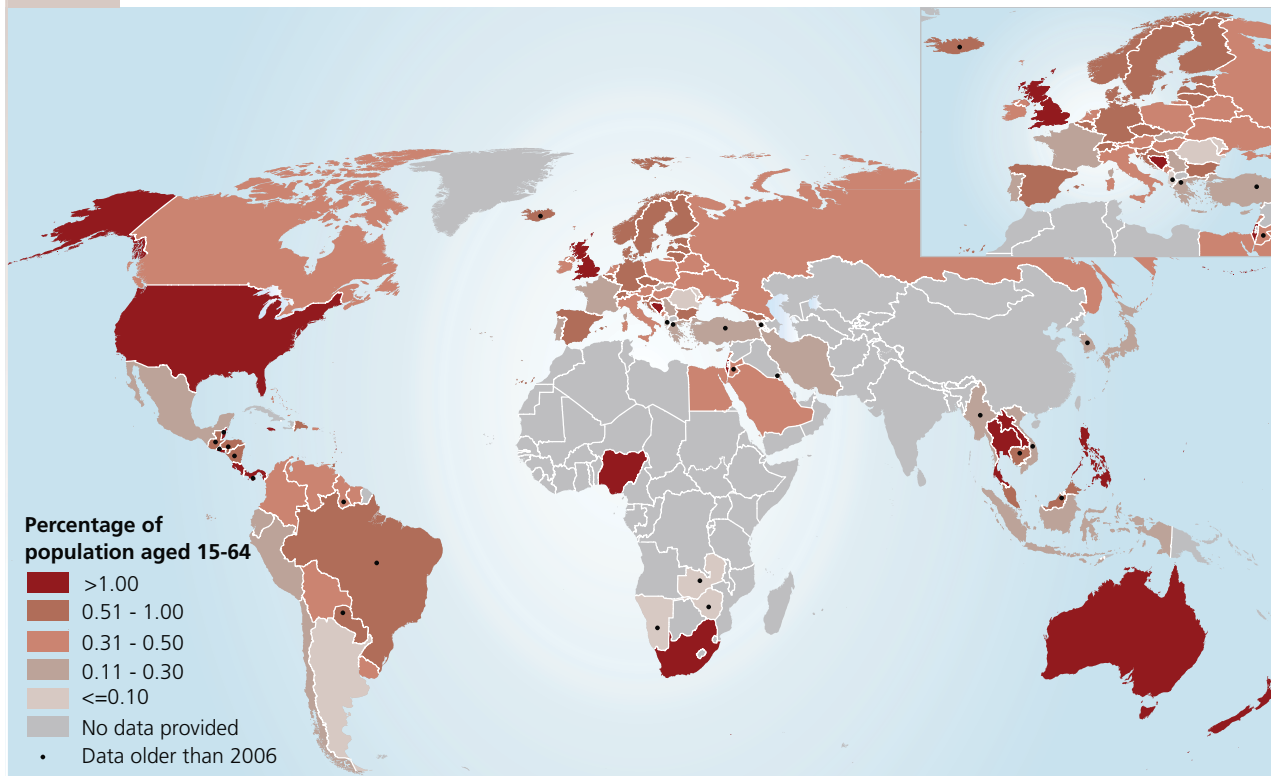 Percentage of
population aged 15-64
>1.00
0.51 - 1.00
0.31 - 0.50
0.11 - 0.30
<=0.10
No data provided
Data older than 2006